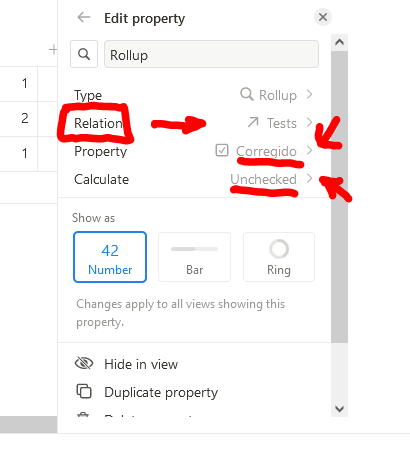 Edit property
Rollup
1
Type Rollup
2
Relation Tests
1
Property Corregido
Calculate Unchecked
Show as
42
Number Bar Ring
Changes apply to all views showing this
property.
Hide in view
Duplicate property